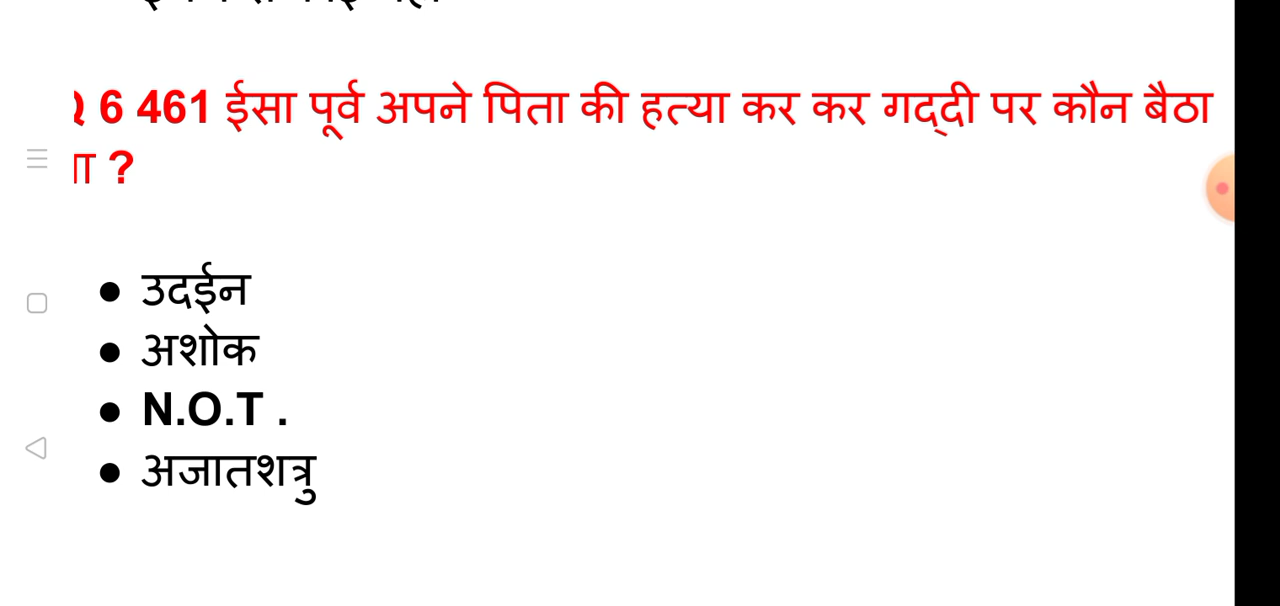 6 461 ईसा पूर्व अपने पिता की हत्या कर कर गद्दी पर कौन बैठा
?
● उदईन
● अशोक
● N.O.T .
● अजातशत्रु